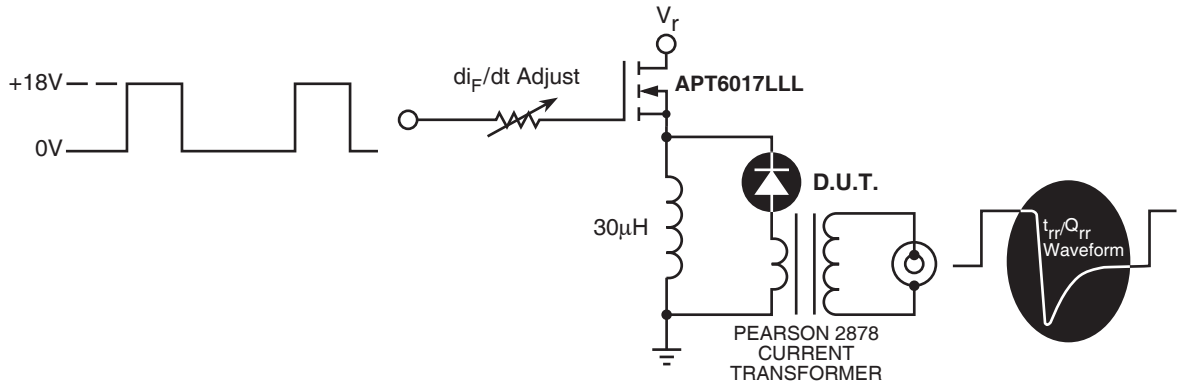 V_r
+18V
0V
di_F/dt Adjust
APT6017LLL
D.U.T.
30μH
t_rr/Q_rr
Waveform
PEARSON 2878
CURRENT
TRANSFORMER